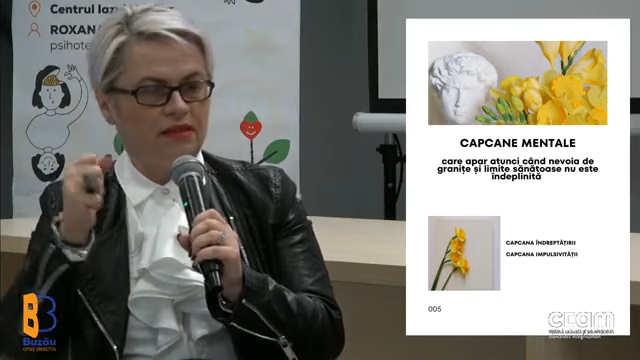 Centrul Iazu
ROXAN
psihote
CAPCANE MENTALE
care apar atunci când nevoia de
granițe și limite sănătoase nu este
îndeplinită
CAPCANA ÎNDREPTĂȚIRII
CAPCANA IMPULSIVITĂȚII
005
Buzău
oraș deschis